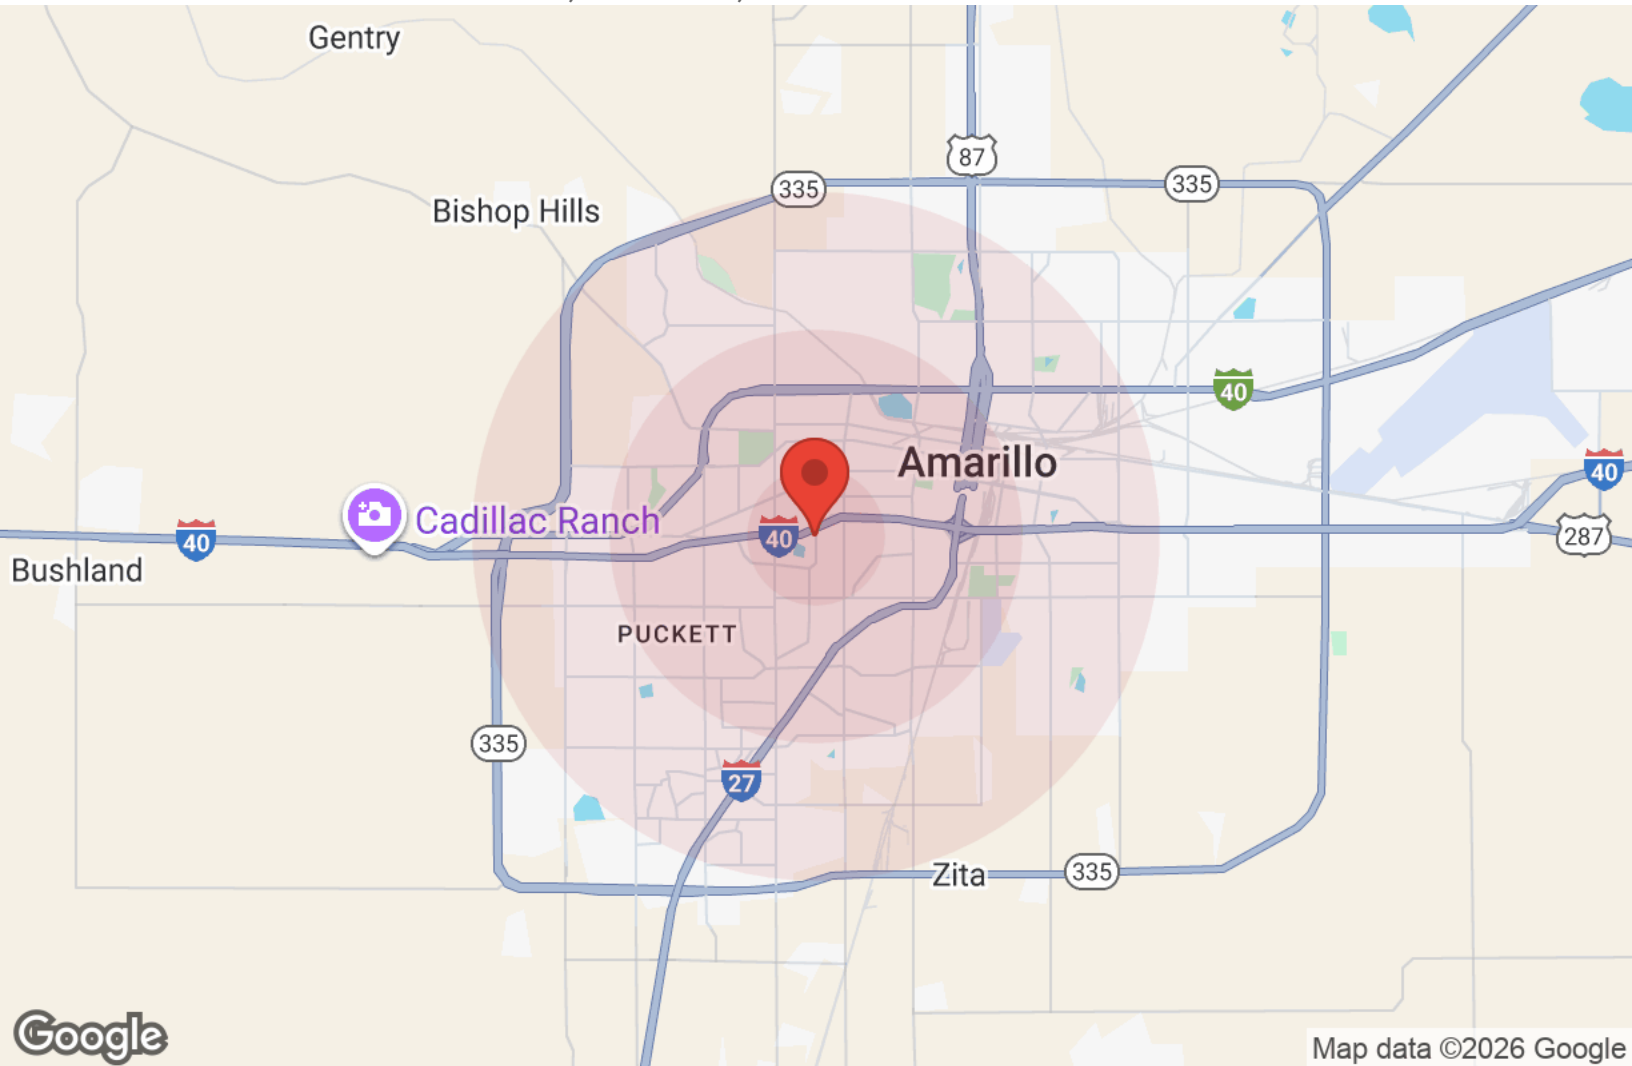 Gentry
87
335
335
Bishop Hills
40
Amarillo
40
Cadillac Ranch
40
40
287
Bushland
PUCKETT
335
27
Zita
335
Google
Map data ©2026 Google